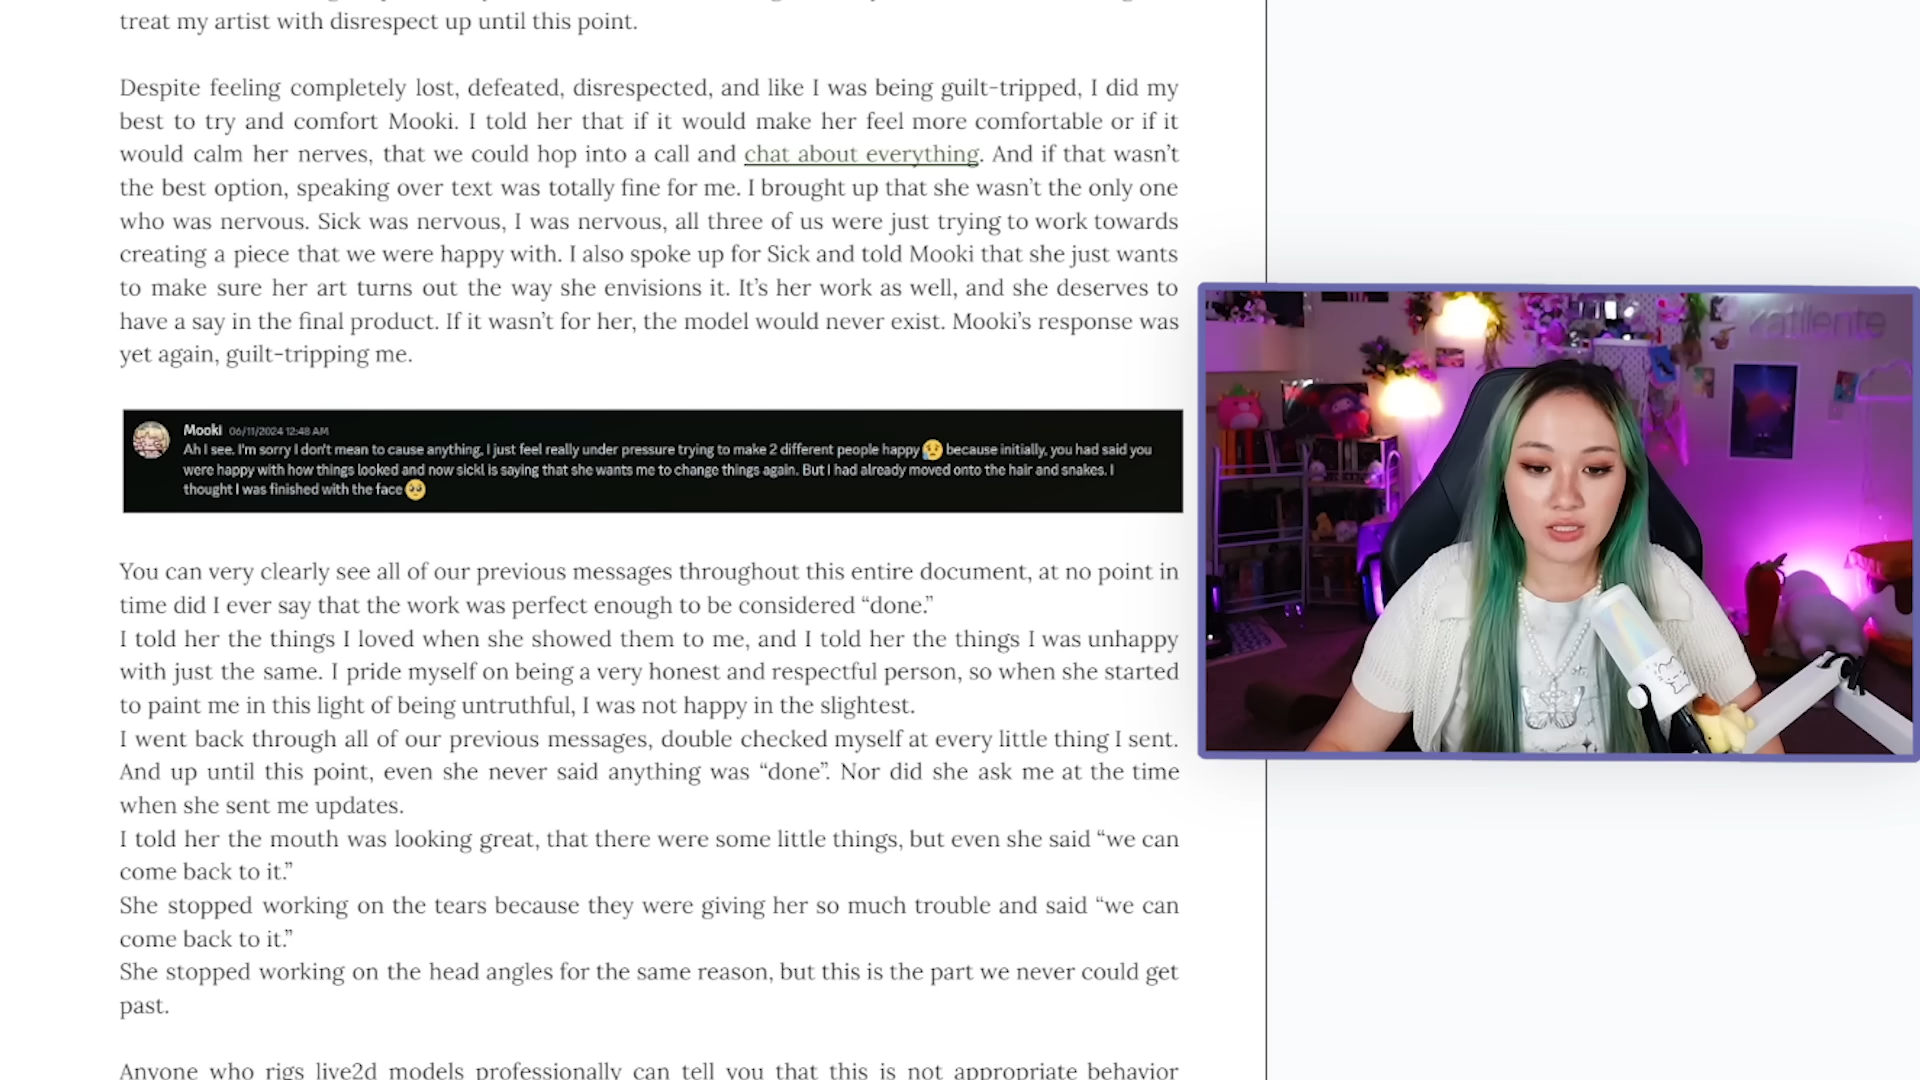 treat my artist with disrespect up until this point.
Despite feeling completely lost, defeated, disrespected, and like I was being guilt-tripped, I did my
best to try and comfort Mooki. I told her that if it would make her feel more comfortable or if it
would calm her nerves, that we could hop into a call and chat about everything. And if that wasn’t
the best option, speaking over text was totally fine for me. I brought up that she wasn’t the only one
who was nervous. Sick was nervous, I was nervous, all three of us were just trying to work towards
creating a piece that we were happy with. I also spoke up for Sick and told Mooki that she just wants
to make sure her art turns out the way she envisions it. It’s her work as well, and she deserves to
have a say in the final product. If it wasn’t for her, the model would never exist. Mooki’s response was
yet again, guilt-tripping me.
Mooki 06/11/2024 12:48 AM
Ah I see. I'm sorry I don't mean to cause anything. I just feel really under pressure trying to make 2 different people happy 😥 because initially, you had said you
were happy with how things looked and now sickl is saying that she wants me to change things again. But I had already moved onto the hair and snakes. I
thought I was finished with the face 🥺
You can very clearly see all of our previous messages throughout this entire document, at no point in
time did I ever say that the work was perfect enough to be considered “done.”
I told her the things I loved when she showed them to me, and I told her the things I was unhappy
with just the same. I pride myself on being a very honest and respectful person, so when she started
to paint me in this light of being untruthful, I was not happy in the slightest.
I went back through all of our previous messages, double checked myself at every little thing I sent.
And up until this point, even she never said anything was “done”. Nor did she ask me at the time
when she sent me updates.
I told her the mouth was looking great, that there were some little things, but even she said “we can
come back to it.”
She stopped working on the tears because they were giving her so much trouble and said “we can
come back to it.”
She stopped working on the head angles for the same reason, but this is the part we never could get
past.
Anyone who rigs live2d models professionally can tell you that this is not appropriate behavior